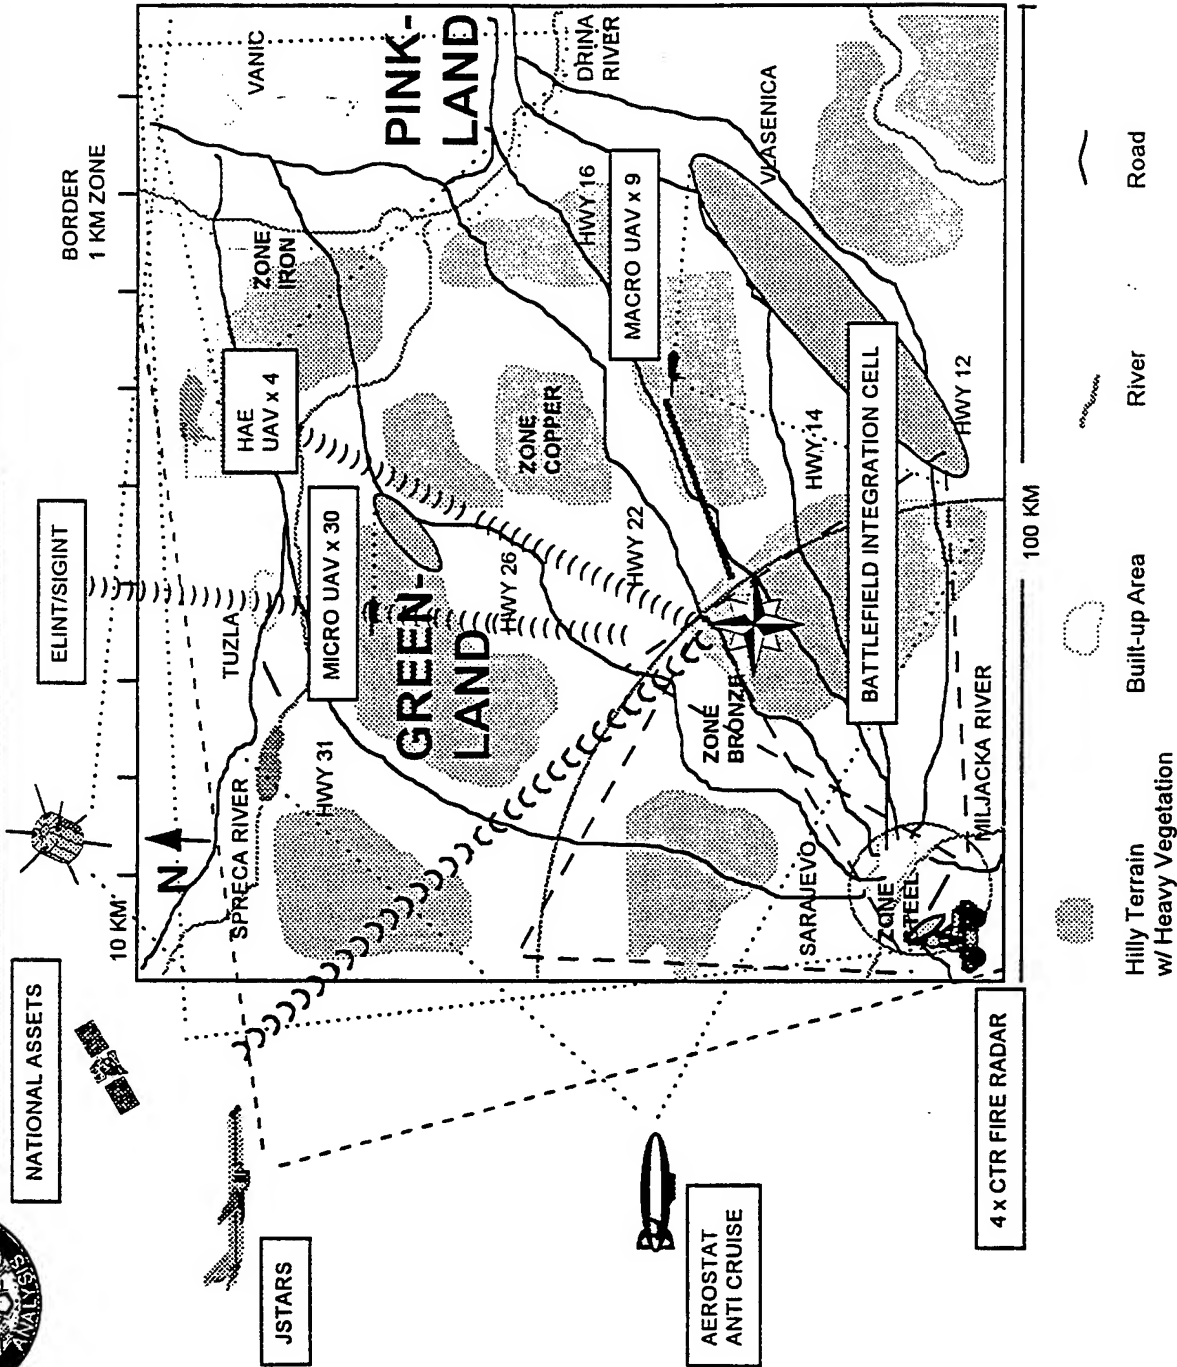 ANALYSIS
NATIONAL ASSETS
ELINT/SIGINT
JSTARS
AEROSTAT
ANTI CRUISE
4 x CTR FIRE RADAR
10 KM
N
BORDER
1 KM ZONE
SPRECA RIVER
TUZLA
VANIC
HWY 31
MICRO UAV x 30
HAE
UAV x 4
ZONE
IRON
PINK-
LAND
GREEN-
LAND
HWY 26
ZONE
COPPER
DRINA
RIVER
HWY 22
HWY 16
MACRO UAV x 9
ZONE
BRONZE
VLASENICA
SARAJEVO
HWY 14
BATTLEFIELD INTEGRATION CELL
ZONE
STEEL
MILJACKA RIVER
HWY 12
100 KM
Hilly Terrain
w/ Heavy Vegetation
Built-up Area
River
Road